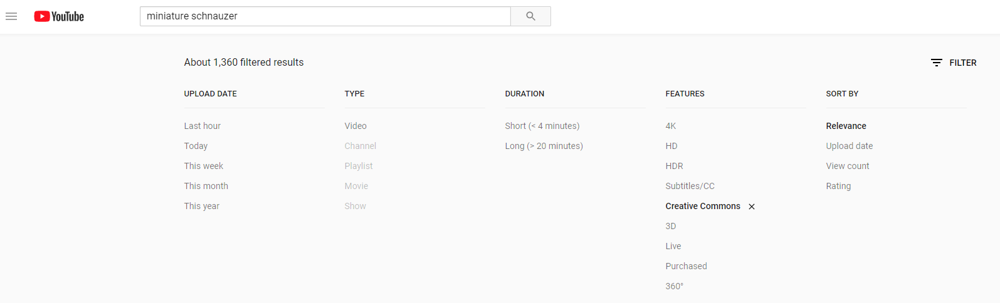 YouTube
miniature schnauzer
About 1,360 filtered results
FILTER
UPLOAD DATE
Last hour
Today
This week
This month
This year
TYPE
Video
Channel
Playlist
Movie
Show
DURATION
Short (< 4 minutes)
Long (> 20 minutes)
FEATURES
4K
HD
HDR
Subtitles/CC
Creative Commons
3D
Live
Purchased
360°
SORT BY
Relevance
Upload date
View count
Rating